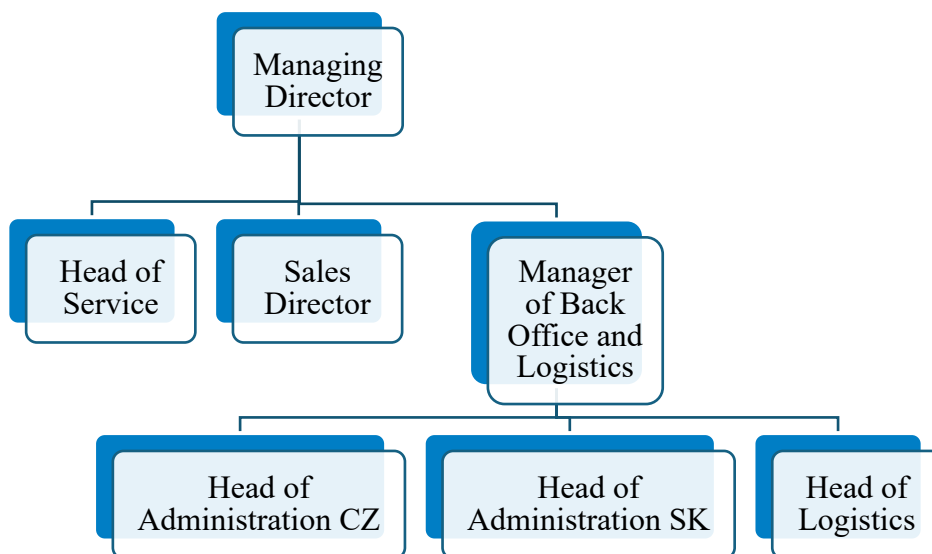 Managing
Director
Head of
Service
Sales
Director
Manager
of Back
Office and
Logistics
Head of
Administration CZ
Head of
Administration SK
Head of
Logistics